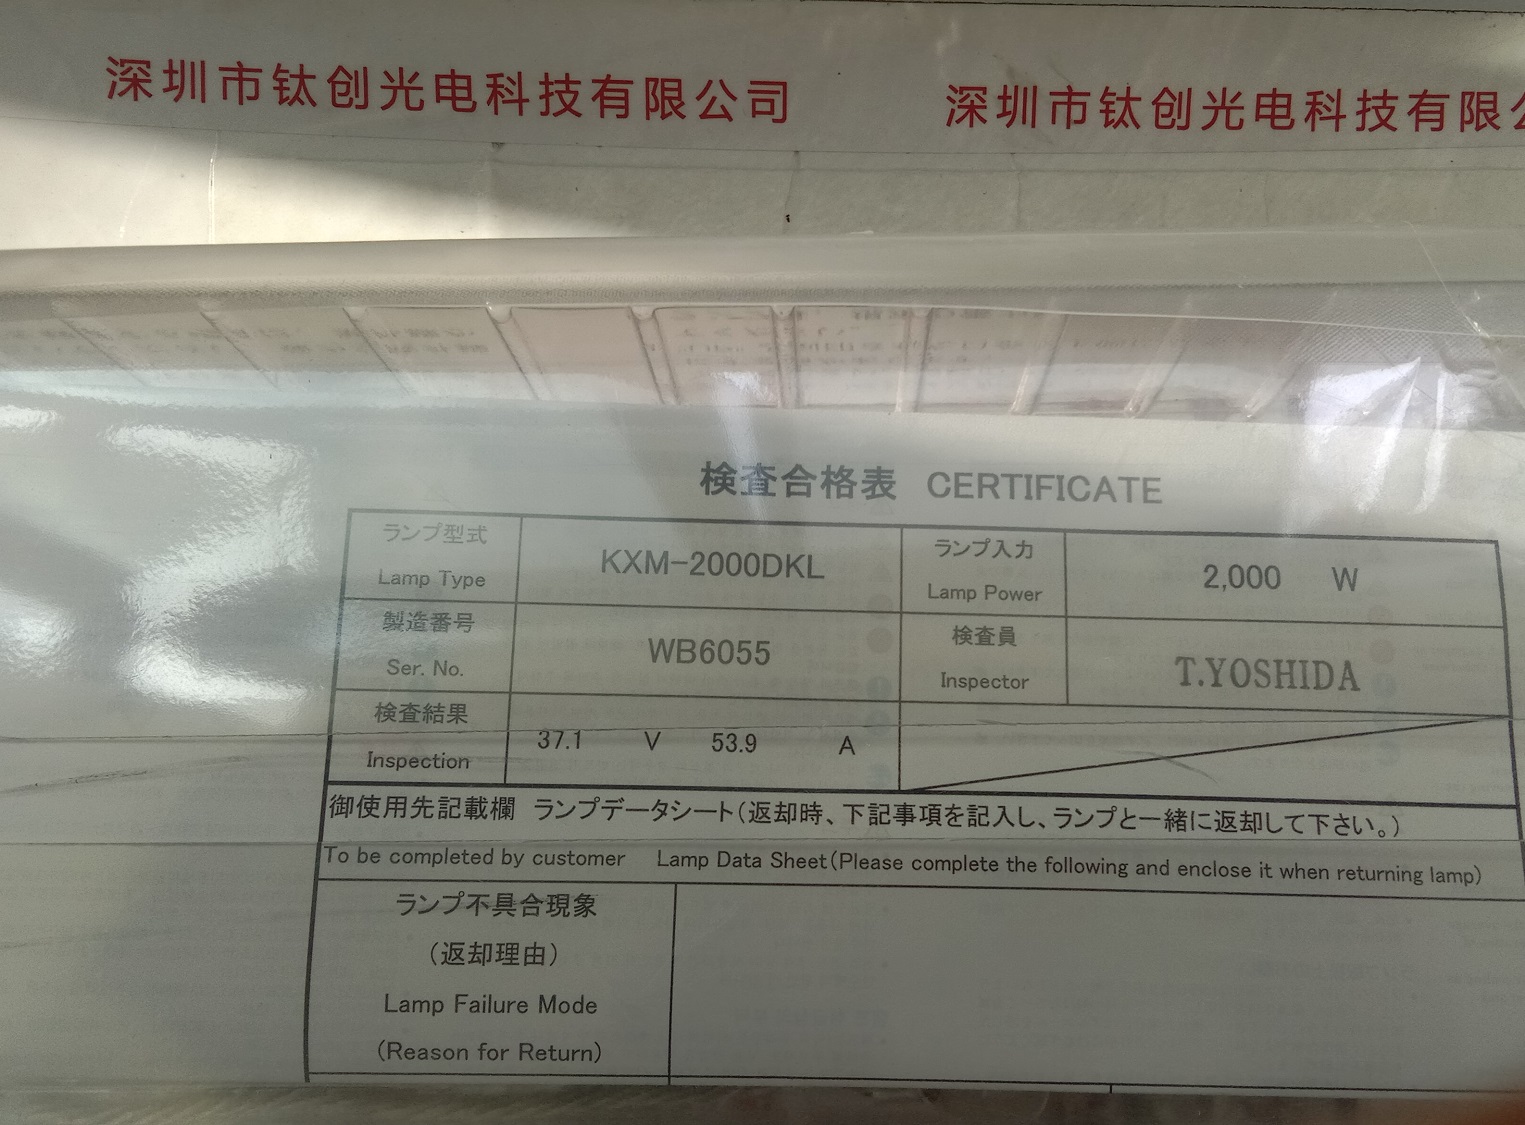 深圳市钛创光电科技有限公司 深圳市钛创光电科技有限公
検査合格表 CERTIFICATE
ランプ型式
Lamp Type
KXM-2000DKL
ランプ入力
Lamp Power
2,000 W
製造番号
Ser. No.
WB6055
検査員
Inspector
T.YOSHIDA
検査結果
Inspection
37.1 V 53.9 A
御使用先記載欄 ランプデータシート(返却時、下記事項を記入し、ランプと一緒に返却して下さい。)
To be completed by customer Lamp Data Sheet(Please complete the following and enclose it when returning lamp)
ランプ不具合現象
(返却理由)
Lamp Failure Mode
(Reason for Return)